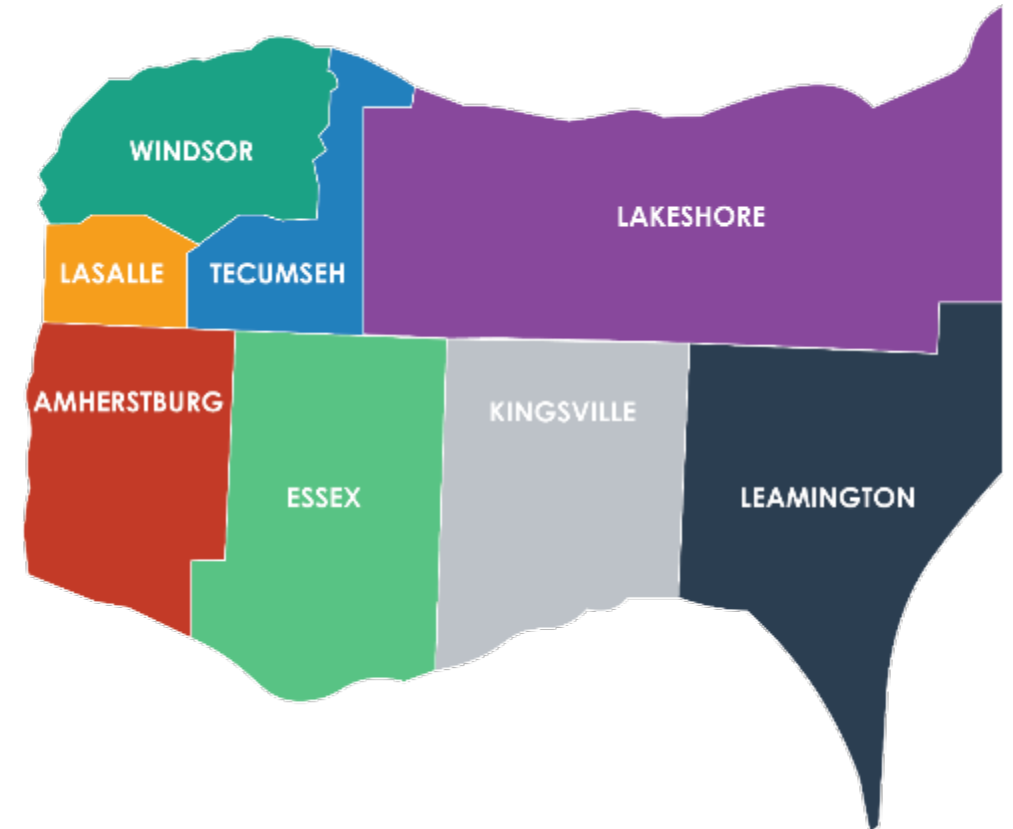 WINDSOR
LAKESHORE
LASALLE
TECUMSEH
AMHERSTBURG
KINGSVILLE
ESSEX
LEAMINGTON